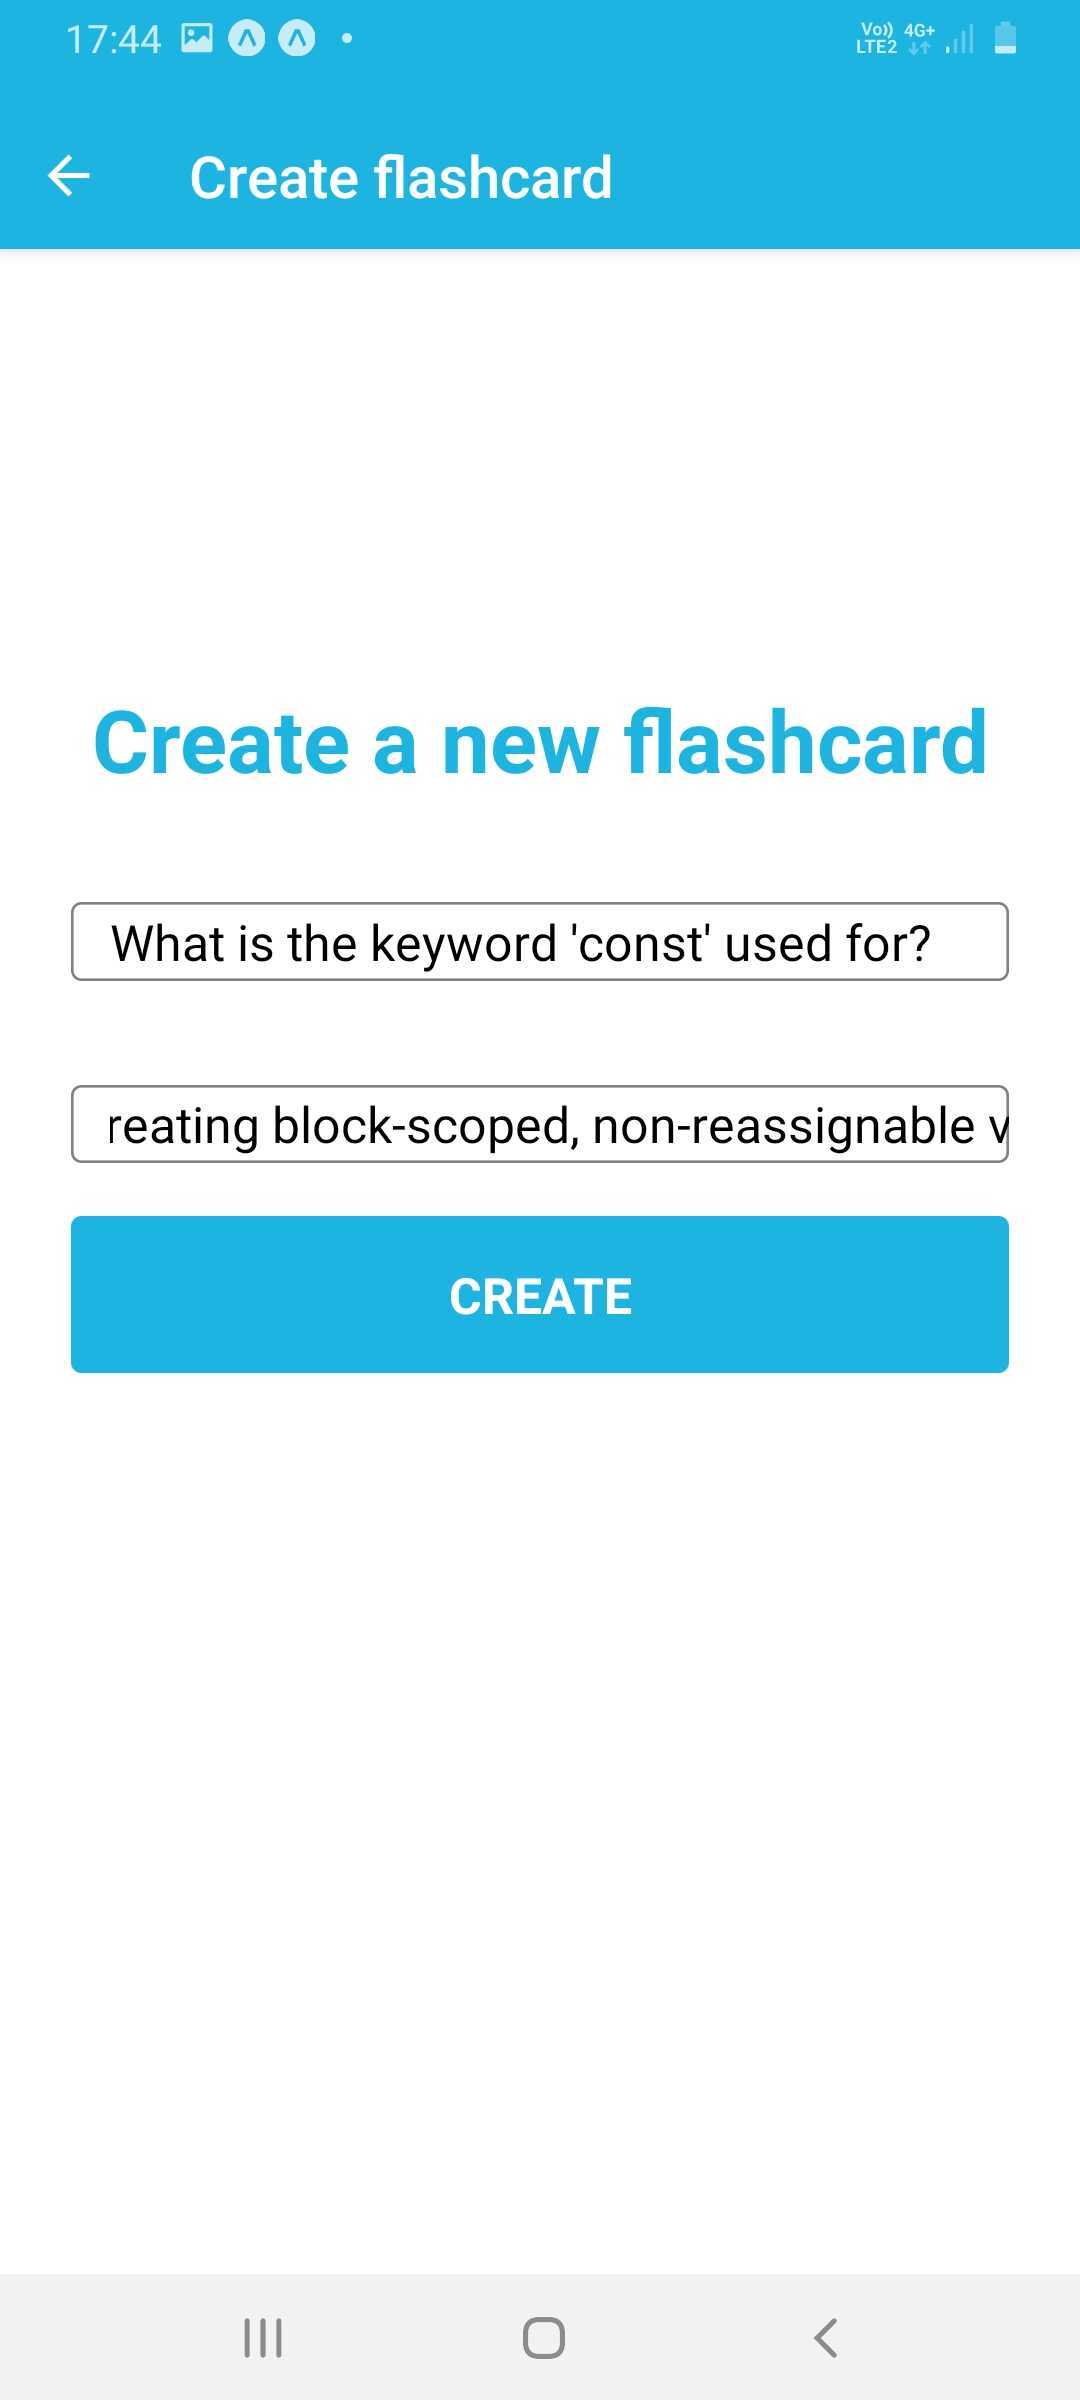 17:44
Vo)) 4G+
LTE2
Create flashcard
Create a new flashcard
What is the keyword 'const' used for?
reating block-scoped, non-reassignable v
CREATE